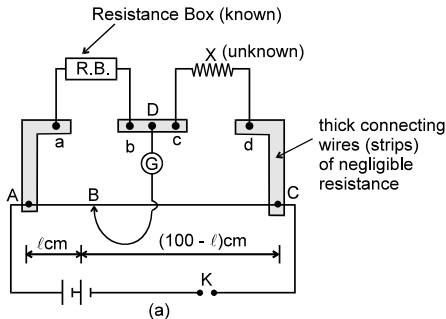 Resistance Box (known)
R.B.
X (unknown)
D
a
b
c
d
G
thick connecting
wires (strips)
of negligible
resistance
A
B
C
ℓcm
(100 - ℓ)cm
K
(a)